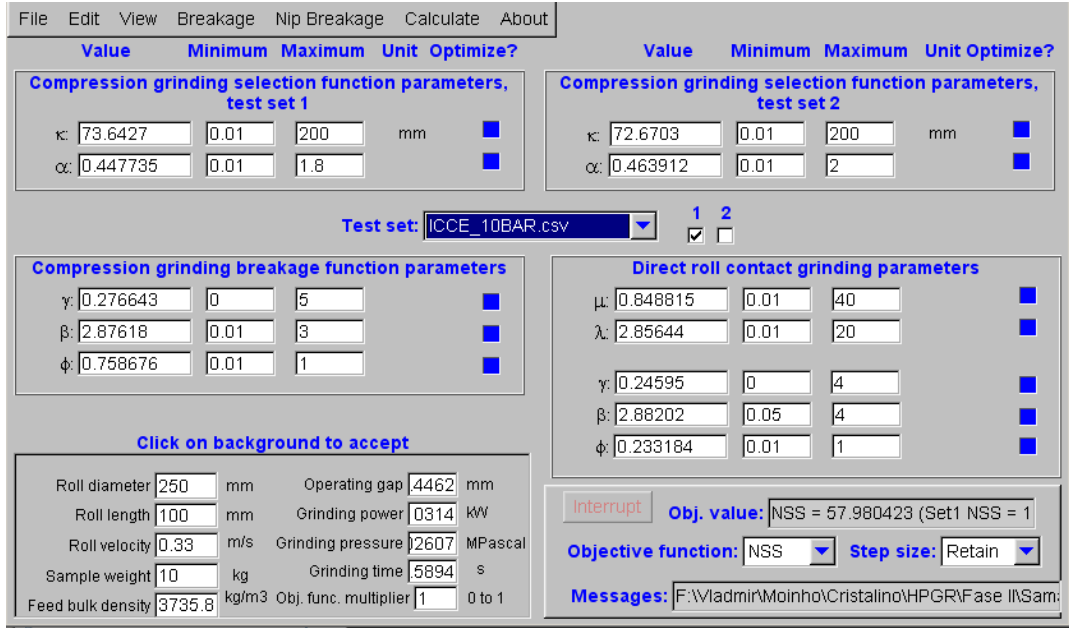 File Edit View Breakage Nip Breakage Calculate About
Value Minimum Maximum Unit Optimize? Value Minimum Maximum Unit Optimize?
Compression grinding selection function parameters,
test set 1
κ: 73.6427 0.01 200 mm
α: 0.447735 0.01 1.8
Compression grinding selection function parameters,
test set 2
κ: 72.6703 0.01 200 mm
α: 0.463912 0.01 2
Test set: ICCE_10BAR.csv 1 2
Compression grinding breakage function parameters
γ: 0.276643 0 5
β: 2.87618 0.01 3
ϕ: 0.758676 0.01 1
Direct roll contact grinding parameters
μ: 0.848815 0.01 40
λ: 2.85644 0.01 20
γ: 0.24595 0 4
β: 2.88202 0.05 4
ϕ: 0.233184 0.01 1
Click on background to accept
Roll diameter 250 mm Operating gap .4462 mm
Roll length 100 mm Grinding power 0314 kW
Roll velocity 0.33 m/s Grinding pressure 02607 MPascal
Sample weight 10 kg Grinding time .5894 s
Feed bulk density 3735.8 kg/m3 Obj. func. multiplier 1 0 to 1
Interrupt Obj. value: NSS = 57.980423 (Set1 NSS = 1
Objective function: NSS Step size: Retain
Messages: F:\Vladmir\Moinho\Cristalino\HPGR\Fase II\Sam